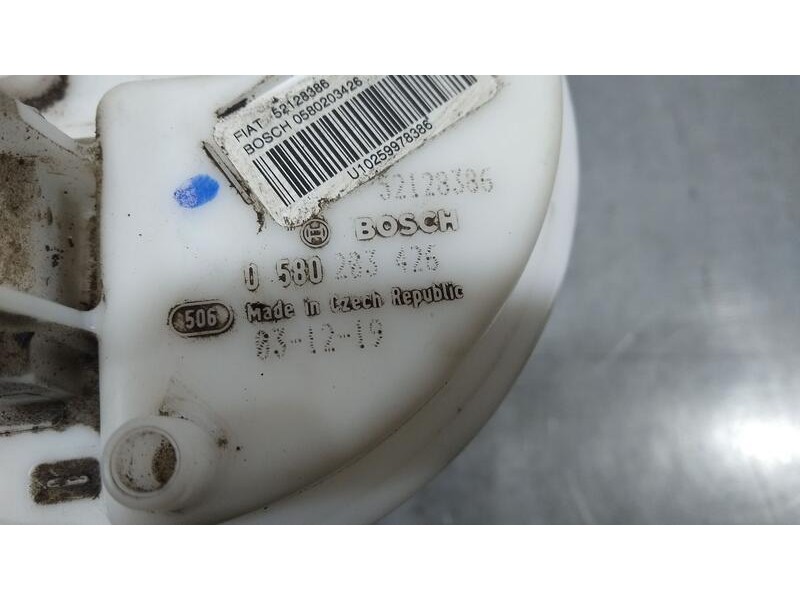 FIAT 52128386
BOSCH 0580203426
U10259978386
52128386
BOSCH
0 580 203 426
506 Made in Czech Republic
03-12-19